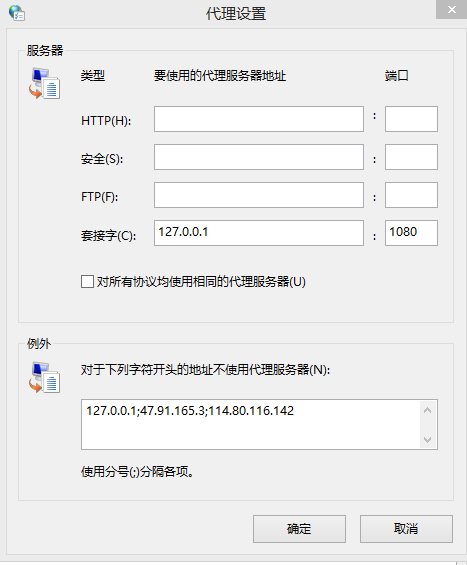 代理设置
服务器
类型 要使用的代理服务器地址 端口
HTTP(H): :
安全(S): :
FTP(F): :
套接字(C): 127.0.0.1 : 1080
对所有协议均使用相同的代理服务器(U)
例外
对于下列字符开头的地址不使用代理服务器(N):
127.0.0.1;47.91.165.3;114.80.116.142
使用分号(;)分隔各项。
确定 取消